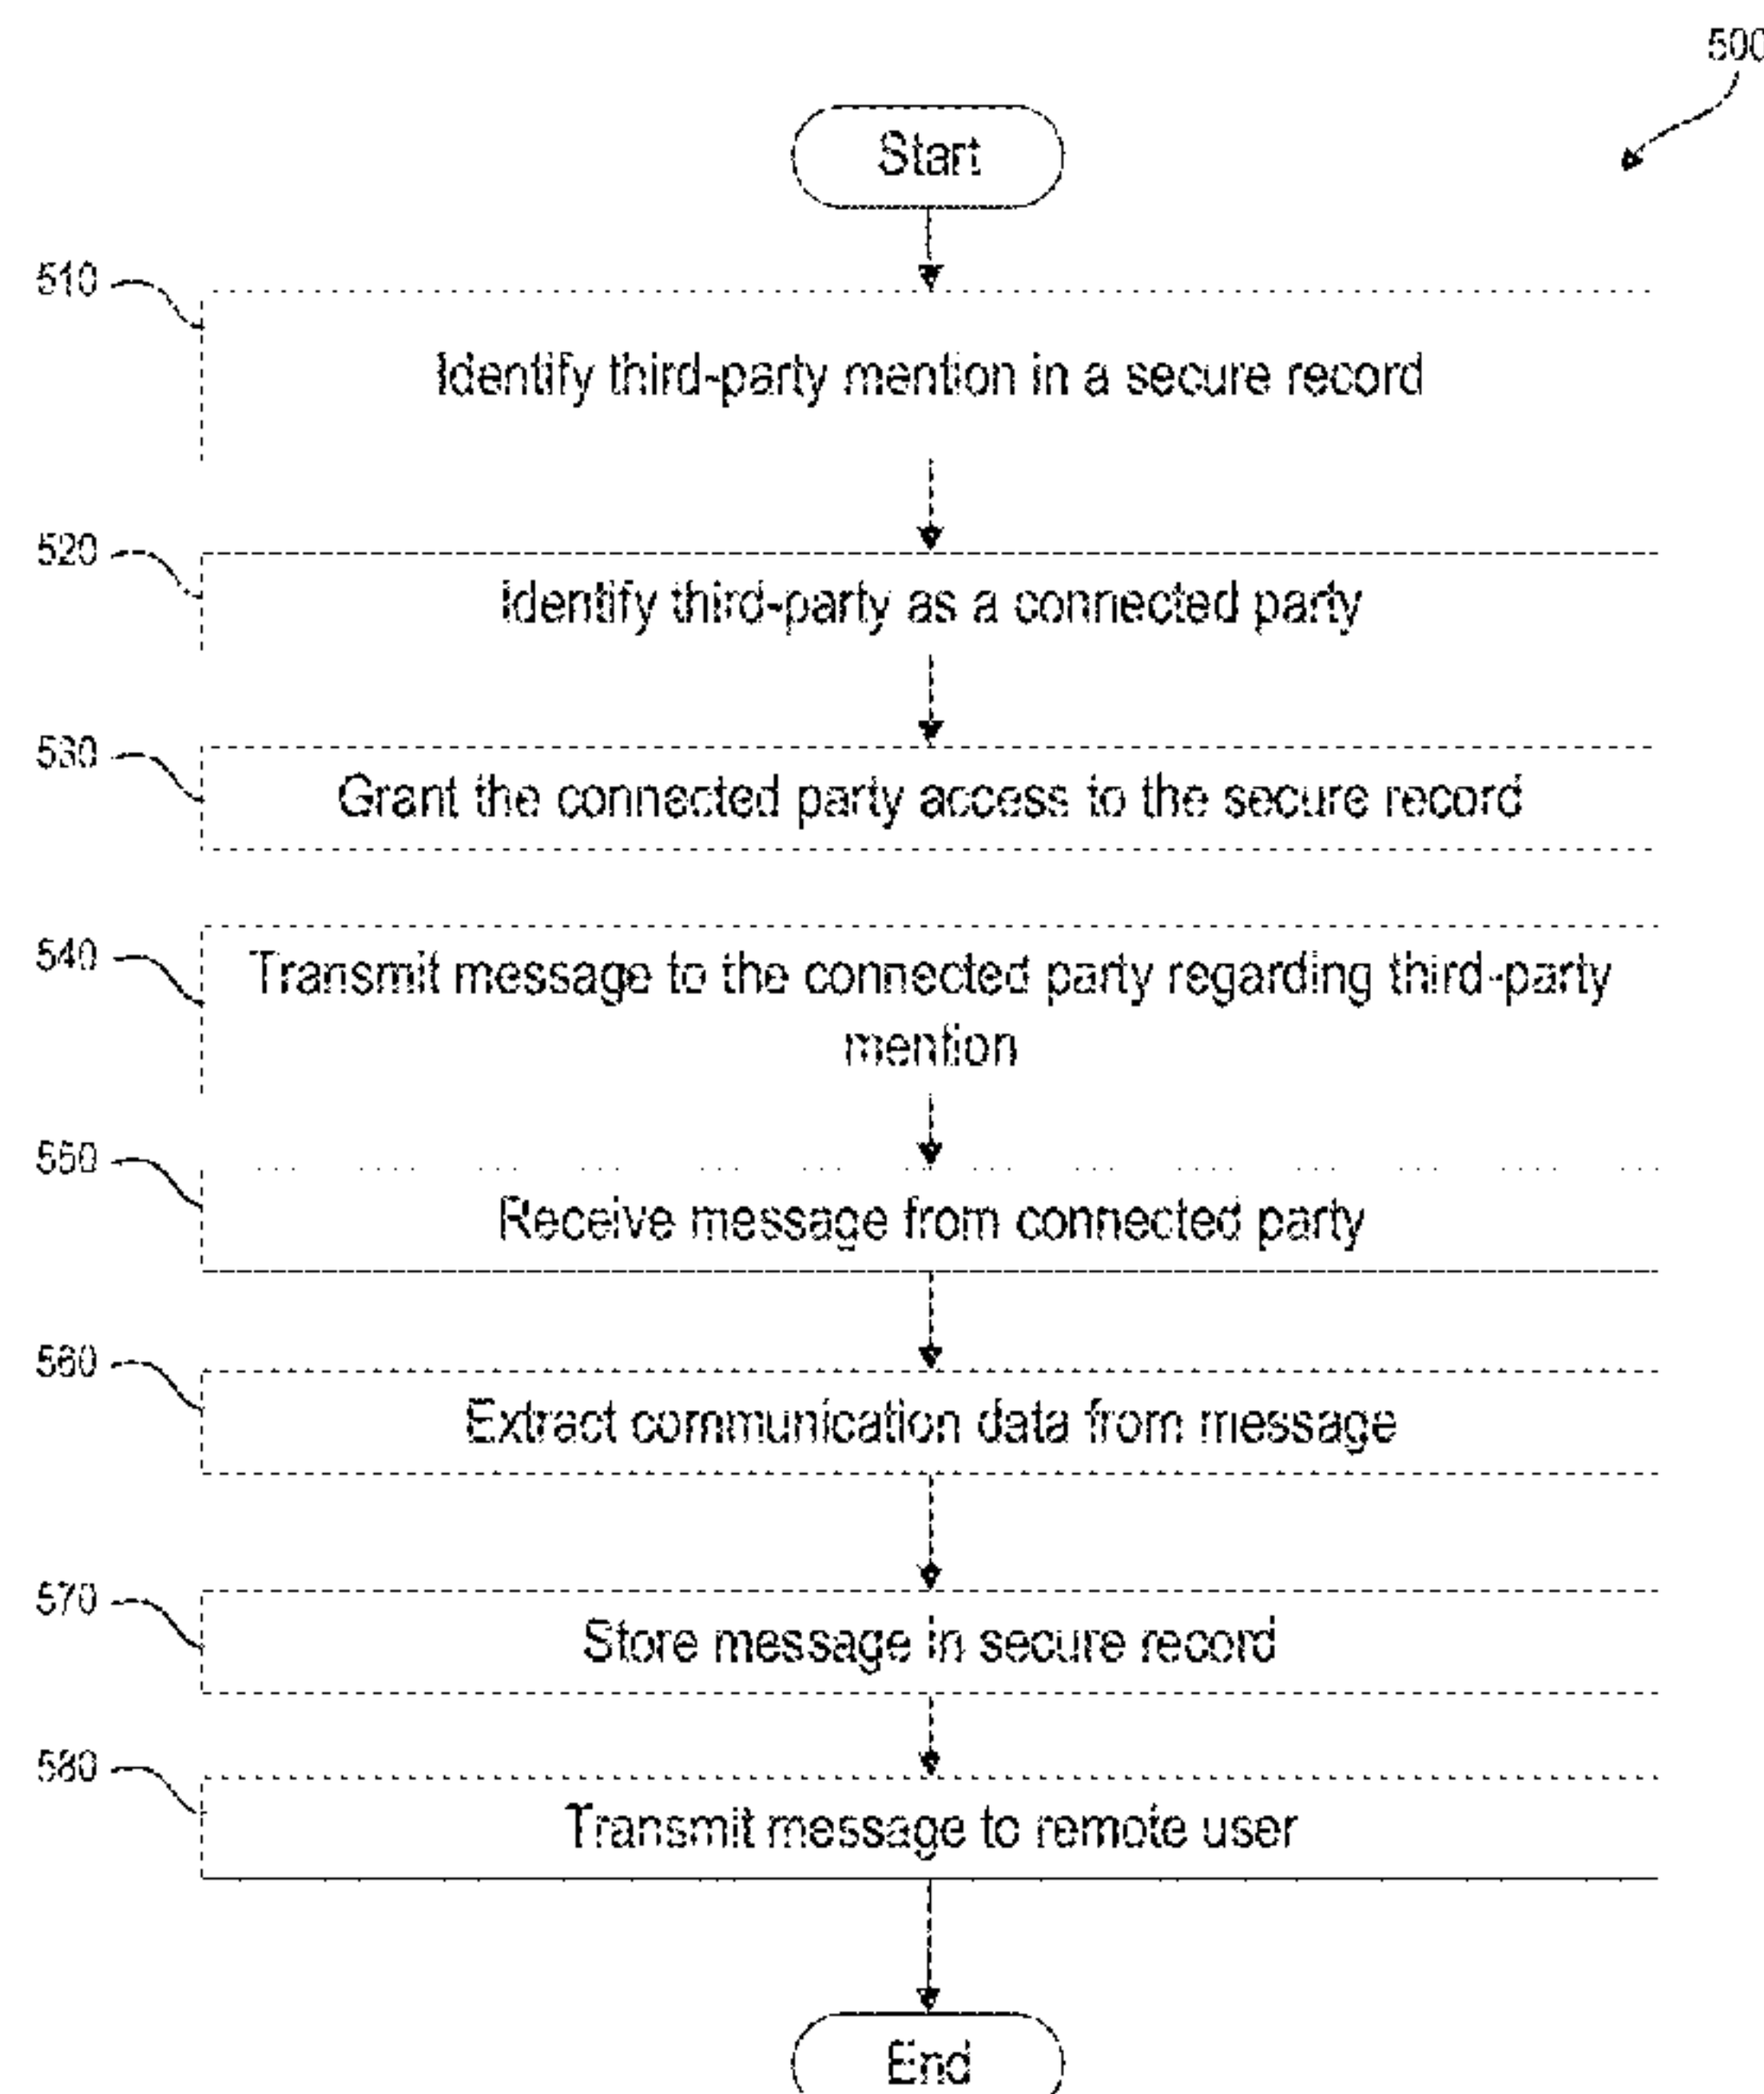 500
Start
510
Identify third-party mention in a secure record
520
Identify third-party as a connected party
530
Grant the connected party access to the secure record
540
Transmit message to the connected party regarding third-party
mention
550
Receive message from connected party
560
Extract communication data from message
570
Store message in secure record
580
Transmit message to remote user
End